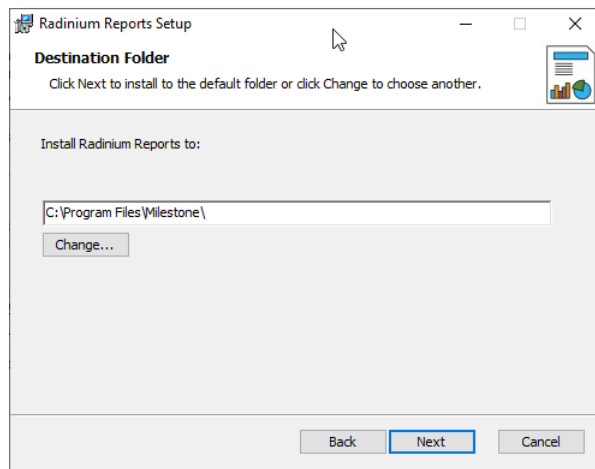 Radinium Reports Setup
Destination Folder
Click Next to install to the default folder or click Change to choose another.
Install Radinium Reports to:
C:\Program Files\Milestone\
Change...
Back Next Cancel